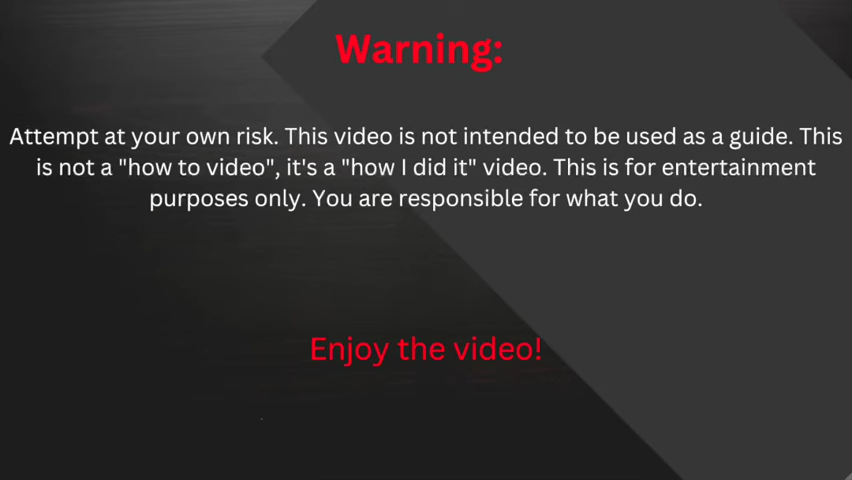 Warning:
Attempt at your own risk. This video is not intended to be used as a guide. This
is not a "how to video", it's a "how I did it" video. This is for entertainment
purposes only. You are responsible for what you do.
Enjoy the video!